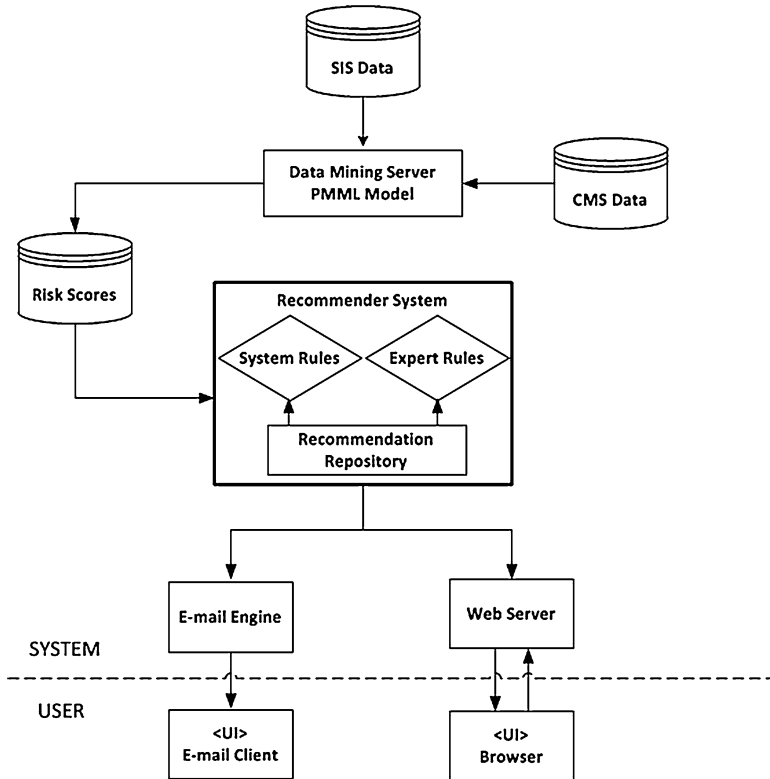 SIS Data
Data Mining Server
PMML Model
CMS Data
Risk Scores
Recommender System
System Rules
Expert Rules
Recommendation
Repository
E-mail Engine
Web Server
SYSTEM
USER
<UI>
E-mail Client
<UI>
Browser